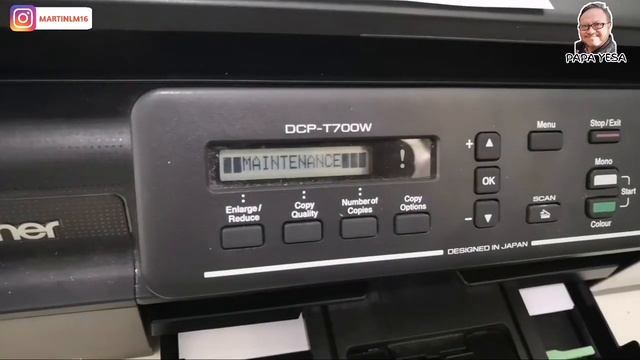 MARTINLM16
PAPA YESA
DCP-T700W
MAINTENANCE
!
Enlarge /
Reduce
Copy
Quality
Number of
Copies
Copy
Options
+
OK
-
Menu
Stop / Exit
Mono
SCAN
Start
Colour
DESIGNED IN JAPAN